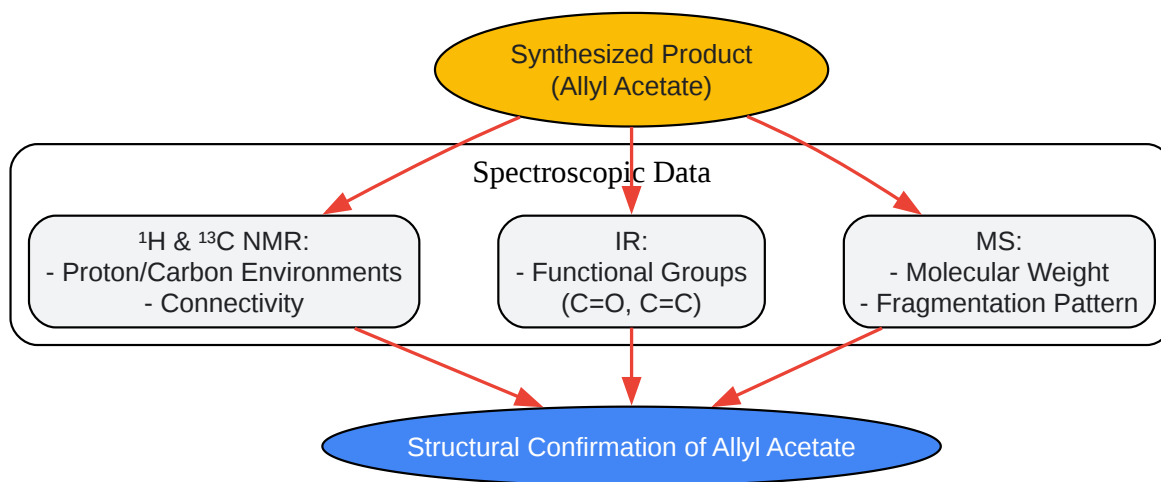 Synthesized Product
(Allyl Acetate)
Spectroscopic Data
¹H & ¹³C NMR:
- Proton/Carbon Environments
- Connectivity
IR:
- Functional Groups
(C=O, C=C)
MS:
- Molecular Weight
- Fragmentation Pattern
Structural Confirmation of Allyl Acetate